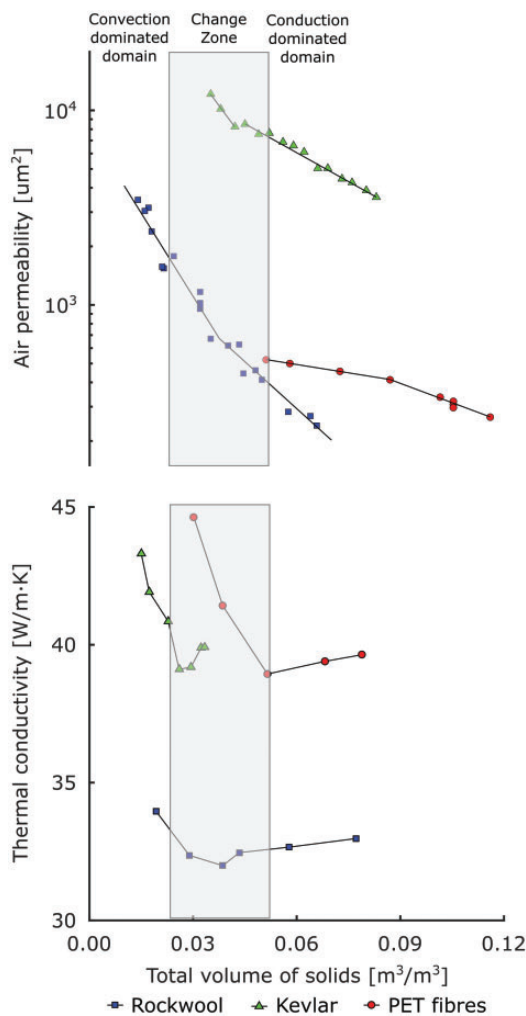 Convection
dominated
domain
Change
Zone
Conduction
dominated
domain
Air permeability [um²]
10⁴
10³
Thermal conductivity [W/m·K]
45
40
35
30
0.00
0.03
0.06
0.09
0.12
Total volume of solids [m³/m³]
Rockwool
Kevlar
PET fibres